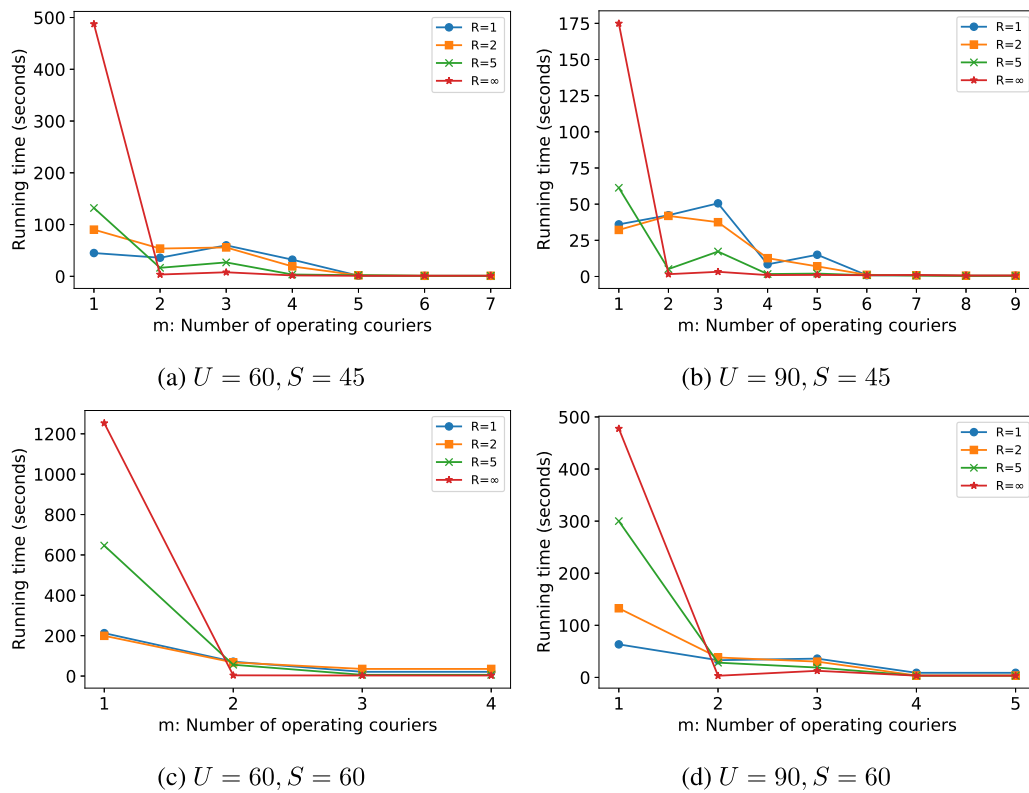 500
400
300
200
100
0
Running time (seconds)
R=1
R=2
R=5
R=∞
1 2 3 4 5 6 7
m: Number of operating couriers
(a) U = 60, S = 45
175
150
125
100
75
50
25
0
Running time (seconds)
R=1
R=2
R=5
R=∞
1 2 3 4 5 6 7 8 9
m: Number of operating couriers
(b) U = 90, S = 45
1200
1000
800
600
400
200
0
Running time (seconds)
R=1
R=2
R=5
R=∞
1 2 3 4
m: Number of operating couriers
(c) U = 60, S = 60
500
400
300
200
100
0
Running time (seconds)
R=1
R=2
R=5
R=∞
1 2 3 4 5
m: Number of operating couriers
(d) U = 90, S = 60